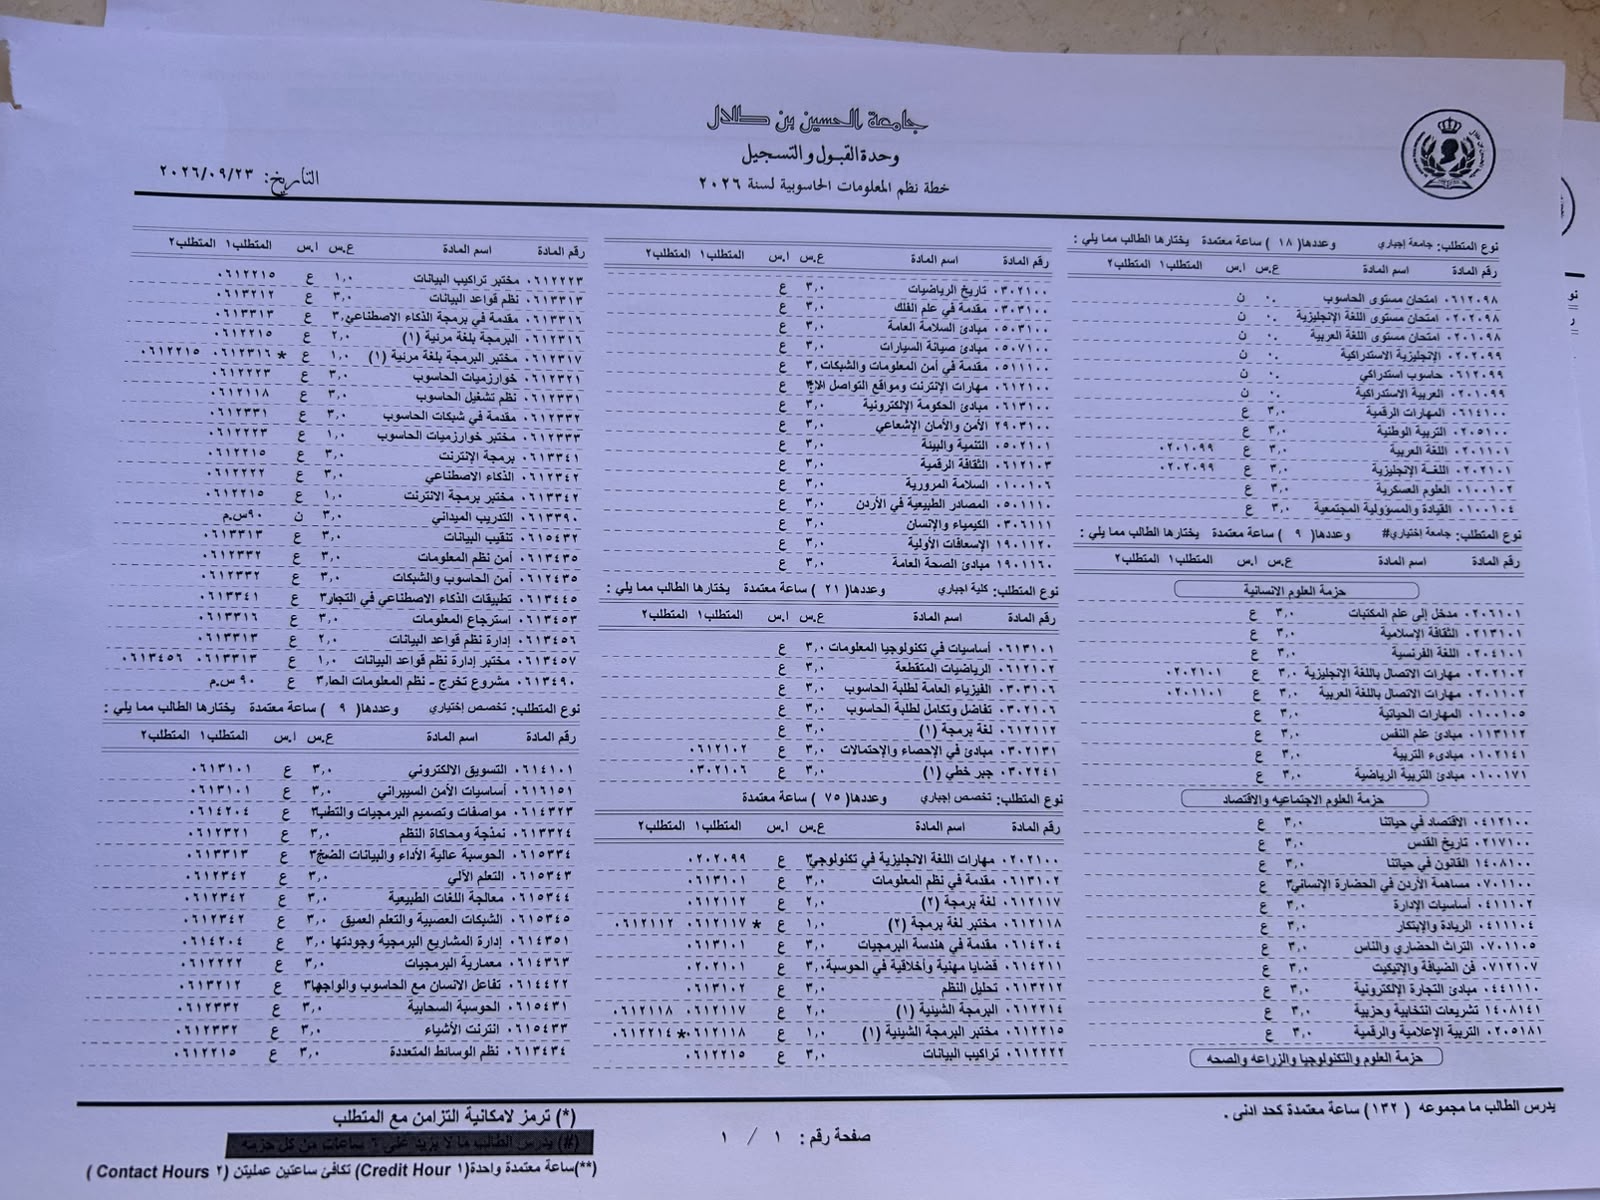 جامعة الحسين بن طلال
وحدة القبول والتسجيل
خطة نظم المعلومات الحاسوبية لسنة ٢٠٢٦
التاريخ: ٢٠٢٦/٠٩/٢٣
نوع المتطلب: جامعة إجباري وعددها( ١٨ ) ساعة معتمدة يختارها الطالب مما يلي :
رقم المادة اسم المادة ع.س ا.س المتطلب١ المتطلب٢
٠٦١٢٠٩٨ امتحان مستوى الحاسوب ٠. ن
٠٢٠٢٠٩٨ امتحان مستوى اللغة الإنجليزية ٠. ن
٠٢٠١٠٩٨ امتحان مستوى اللغة العربية ٠. ن
٠٢٠٢٠٩٩ الإنجليزية الاستدراكية ٠. ن
٠٦١٢٠٩٩ حاسوب استدراكي ٠. ن
٠٢٠١٠٩٩ العربية الاستدراكية ٠. ن
٠٦١٤١٠٠ المهارات الرقمية ٣,٠ ع
٠٢٠٥١٠٠ التربية الوطنية ٣,٠ ع
٠٢٠١١٠١ اللغة العربية ٣,٠ ع ٠٢٠١٠٩٩
٠٢٠٢١٠١ اللغة الإنجليزية ٣,٠ ع ٠٢٠٢٠٩٩
٠١٠٠١٠٢ العلوم العسكرية ٣,٠ ع
٠١٠٠١٠٤ القيادة والمسؤولية المجتمعية ٣,٠ ع
نوع المتطلب: جامعة إختياري# وعددها( ٩ ) ساعة معتمدة يختارها الطالب مما يلي :
رقم المادة اسم المادة ع.س ا.س المتطلب١ المتطلب٢
حزمة العلوم الانسانية
٠٢٠٦١٠١ مدخل إلى علم المكتبات ٣,٠ ع
٠٢١٣١٠١ الثقافة الإسلامية ٣,٠ ع
٠٢٠٤١٠١ اللغة الفرنسية ٣,٠ ع
٠٢٠٢١٠٢ مهارات الاتصال باللغة الإنجليزية ٣,٠ ع ٠٢٠٢١٠١
٠٢٠١١٠٢ مهارات الاتصال باللغة العربية ٣,٠ ع ٠٢٠١١٠١
٠١٠٠١٠٥ المهارات الحياتية ٣,٠ ع
٠١١٣١١٢ مبادئ علم النفس ٣,٠ ع
٠١٠٢١٤١ مبادىء التربية ٣,٠ ع
٠١٠٠١٧١ مبادئ التربية الرياضية ٣,٠ ع
حزمة العلوم الاجتماعيه والاقتصاد
٠٤١٢١٠٠ الاقتصاد في حياتنا ٣,٠ ع
٠٢١٧١٠٠ تاريخ القدس ٣,٠ ع
١٤٠٨١٠٠ القانون في حياتنا ٣,٠ ع
٠٧٠١١٠٠ مساهمة الأردن في الحضارة الإنساني٣ ع
٠٤١١١٠٢ أساسيات الإدارة ٣,٠ ع
٠٤١١١٠٤ الريادة والإبتكار ٣,٠ ع
٠٧٠١١٠٥ التراث الحضاري والناس ٣,٠ ع
٠٧١٢١٠٧ فن الضيافة والإتيكيت ٣,٠ ع
٠٤٤١١١٠ مبادئ التجارة الإلكترونية ٣,٠ ع
١٤٠٨١٤١ تشريعات انتخابية وحزبية ٣,٠ ع
٠٢٠٥١٨١ التربية الإعلامية والرقمية ٣,٠ ع
حزمة العلوم والتكنولوجيا والزراعه والصحه
رقم المادة اسم المادة ع.س ا.س المتطلب١ المتطلب٢
٠٣٠٢١٠٠ تاريخ الرياضيات ٣,٠ ع
٠٣٠٣١٠٠ مقدمة في علم الفلك ٣,٠ ع
٠٥٠٣١٠٠ مبادئ السلامة العامة ٣,٠ ع
٠٥٠٧١٠٠ مبادئ صيانة السيارات ٣,٠ ع
٠٥١١١٠٠ مقدمة في أمن المعلومات والشبكات ٣,٠ ع
٠٦١٢١٠٠ مهارات الإنترنت ومواقع التواصل ع
٠٦١٣١٠٠ مبادئ الحكومة الإلكترونية ٣,٠ ع
٢٩٠٣١٠٠ الأمن والأمان الإشعاعي ٣,٠ ع
٠٥٠٢١٠١ التنمية والبيئة ٣,٠ ع
٠٦١٢١٠٣ الثقافة الرقمية ٣,٠ ع
٠١٠٠١٠٦ السلامة المرورية ٣,٠ ع
٠٥٠١١١٠ المصادر الطبيعية في الأردن ٣,٠ ع
٠٣٠٦١١١ الكيمياء والإنسان ٣,٠ ع
١٩٠١١٢٠ الإسعافات الأولية ٣,٠ ع
١٩٠١١٦٠ مبادئ الصحة العامة ٣,٠ ع
نوع المتطلب: كلية اجباري وعددها( ٢١ ) ساعة معتمدة يختارها الطالب مما يلي :
رقم المادة اسم المادة ع.س ا.س المتطلب١ المتطلب٢
٠٦١٣١٠١ أساسيات في تكنولوجيا المعلومات ٣,٠ ع
٠٦١٢١٠٢ الرياضيات المتقطعة ٣,٠ ع
٠٣٠٣١٠٦ الفيزياء العامة لطلبة الحاسوب ٣,٠ ع
٠٣٠٢١٠٦ تفاضل وتكامل لطلبة الحاسوب ٣,٠ ع
٠٦١٢١١٢ لغة برمجة (١) ٣,٠ ع
٠٣٠٢١٣١ مبادئ في الإحصاء والإحتمالات ٣,٠ ع ٠٦١٢١٠٢
٠٣٠٢٢٤١ جبر خطي (١) ٣,٠ ع ٠٣٠٢١٠٦
نوع المتطلب: تخصص إجباري وعددها( ٧٥ ) ساعة معتمدة
رقم المادة اسم المادة ع.س ا.س المتطلب١ المتطلب٢
٠٢٠٢١٠٠ مهارات اللغة الانجليزية في تكنولوجي٣ ع ٠٢٠٢٠٩٩
٠٦١٣١٠٢ مقدمة في نظم المعلومات ٣,٠ ع ٠٦١٣١٠١
٠٦١٢١١٧ لغة برمجة (٢) ٢,٠ ع ٠٦١٢١١٢
٠٦١٢١١٨ مختبر لغة برمجة (٢) ١,٠ ع * ٠٦١٢١١٧ ٠٦١٢١١٢
٠٦١٤٢٠٤ مقدمة في هندسة البرمجيات ٣,٠ ع ٠٦١٣١٠١
٠٦١٤٢١١ قضايا مهنية وأخلاقية في الحوسبة ٣,٠ ع ٠٢٠٢١٠١
٠٦١٣٢١٢ تحليل النظم ٣,٠ ع ٠٦١٣١٠٢
٠٦١٢٢١٤ البرمجة الشيئية (١) ٢,٠ ع ٠٦١٢١١٧ ٠٦١٢١١٨
٠٦١٢٢١٥ مختبر البرمجة الشيئية (١) ١,٠ ع ٠٦١٢١١٨ * ٠٦١٢٢١٤
٠٦١٢٢٢٢ تراكيب البيانات ٣,٠ ع ٠٦١٢٢١٥
رقم المادة اسم المادة ع.س ا.س المتطلب١ المتطلب٢
٠٦١٢٢٢٣ مختبر تراكيب البيانات ١,٠ ع ٠٦١٢٢١٥
٠٦١٣٣١٣ نظم قواعد البيانات ٣,٠ ع ٠٦١٣٢١٢
٠٦١٣٣١٦ مقدمة في برمجة الذكاء الاصطناعي ٣,٠ ع ٠٦١٣٣١٣
٠٦١٢٣١٦ البرمجة بلغة مرئية (١) ٢,٠ ع ٠٦١٢٢١٥
٠٦١٢٣١٧ مختبر البرمجة بلغة مرئية (١) ١,٠ ع * ٠٦١٢٣١٦ ٠٦١٢٢١٥
٠٦١٢٣٢١ خوارزميات الحاسوب ٣,٠ ع ٠٦١٢٢٢٣
٠٦١٢٣٣١ نظم تشغيل الحاسوب ٣,٠ ع ٠٦١٢١١٨
٠٦١٢٣٣٢ مقدمة في شبكات الحاسوب ٣,٠ ع ٠٦١٢٣٣١
٠٦١٢٣٣٣ مختبر خوارزميات الحاسوب ١,٠ ع ٠٦١٢٢٢٣
٠٦١٣٣٤١ برمجة الإنترنت ٣,٠ ع ٠٦١٢٢١٥
٠٦١٢٣٤٢ الذكاء الاصطناعي ٣,٠ ع ٠٦١٢٢٢٢
٠٦١٣٣٤٢ مختبر برمجة الانترنت ١,٠ ع ٠٦١٢٢١٥
٠٦١٣٣٩٠ التدريب الميداني ٣,٠ ن ٩٠س.م
٠٦١٥٤٣٢ تنقيب البيانات ٣,٠ ع ٠٦١٣٣١٣
٠٦١٣٤٣٥ أمن نظم المعلومات ٣,٠ ع ٠٦١٢٣٣٢
٠٦١٢٤٣٥ أمن الحاسوب والشبكات ٣,٠ ع ٠٦١٢٣٣٢
٠٦١٣٤٤٥ تطبيقات الذكاء الاصطناعي في التجار٣ ع ٠٦١٣٣٤١
٠٦١٣٤٥٣ استرجاع المعلومات ٣,٠ ع ٠٦١٣٣١٦
٠٦١٣٤٥٦ إدارة نظم قواعد البيانات ٢,٠ ع ٠٦١٣٣١٣
٠٦١٣٤٥٧ مختبر إدارة نظم قواعد البيانات ١,٠ ع ٠٦١٣٣١٣ ٠٦١٣٤٥٦
٠٦١٣٤٩٠ مشروع تخرج - نظم المعلومات الحا٣,٠ ع ٩٠ س.م
نوع المتطلب: تخصص إختياري وعددها( ٩ ) ساعة معتمدة يختارها الطالب مما يلي :
رقم المادة اسم المادة ع.س ا.س المتطلب١ المتطلب٢
٠٦١٤١٠١ التسويق الالكتروني ٣,٠ ع ٠٦١٣١٠١
٠٦١٦١٥١ أساسيات الأمن السيبراني ٣,٠ ع ٠٦١٣١٠١
٠٦١٤٣٢٣ مواصفات وتصميم البرمجيات والتطب٣ ع ٠٦١٤٢٠٤
٠٦١٣٣٢٤ نمذجة ومحاكاة النظم ٣,٠ ع ٠٦١٢٣٢١
٠٦١٥٣٣٤ الحوسبة عالية الأداء والبيانات الضخ٣ ع ٠٦١٣٣١٣
٠٦١٥٣٤٣ التعلم الآلي ٣,٠ ع ٠٦١٢٣٤٢
٠٦١٥٣٤٤ معالجة اللغات الطبيعية ٣,٠ ع ٠٦١٢٣٤٢
٠٦١٥٣٤٥ الشبكات العصبية والتعلم العميق ٣,٠ ع ٠٦١٢٣٤٢
٠٦١٤٣٥١ إدارة المشاريع البرمجية وجودتها ٣,٠ ع ٠٦١٤٢٠٤
٠٦١٤٣٦٣ معمارية البرمجيات ٣,٠ ع ٠٦١٢٢٢٢
٠٦١٤٤٢٢ تفاعل الانسان مع الحاسوب والواجها٣ ع ٠٦١٣٢١٢
٠٦١٥٤٣١ الحوسبة السحابية ٣,٠ ع ٠٦١٢٣٣٢
٠٦١٥٤٣٣ انترنت الأشياء ٣,٠ ع ٠٦١٢٣٣٢
٠٦١٣٤٣٤ نظم الوسائط المتعددة ٣,٠ ع ٠٦١٢٢١٥
يدرس الطالب ما مجموعه ( ١٣٢ ) ساعة معتمدة كحد ادنى .
صفحة رقم : ١ / ١
(*) ترمز لامكانية التزامن مع المتطلب
(#) يدرس الطالب ما لا يزيد على ٦ ساعات من كل حزمه
(**)ساعة معتمدة واحدة(١ Credit Hour) تكافئ ساعتين عمليتن (٢ Contact Hours )